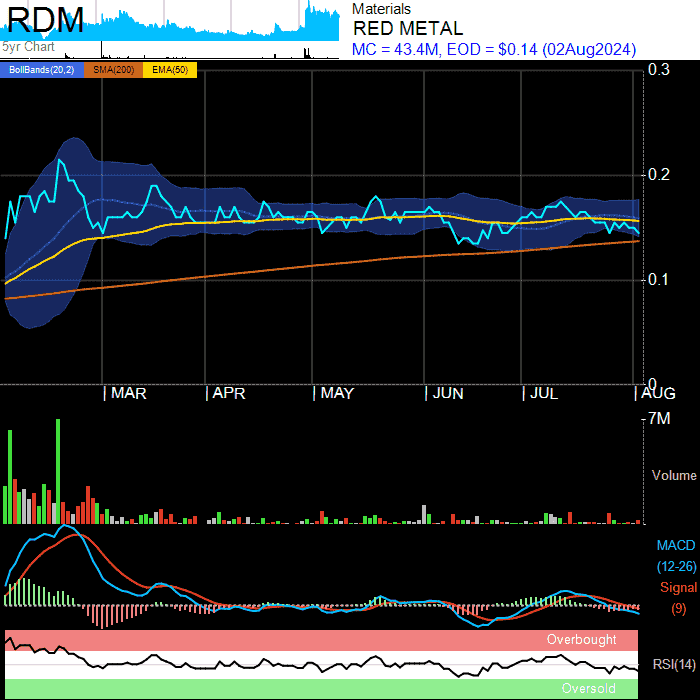 RDM
5yr Chart
Materials
RED METAL
MC = 43.4M, EOD = $0.14 (02Aug2024)
BollBands(20,2) SMA(200) EMA(50)
0.3
0.2
0.1
0
MAR APR MAY JUN JUL AUG
7M
Volume
MACD
(12-26)
Signal
(9)
Overbought
RSI(14)
Oversold